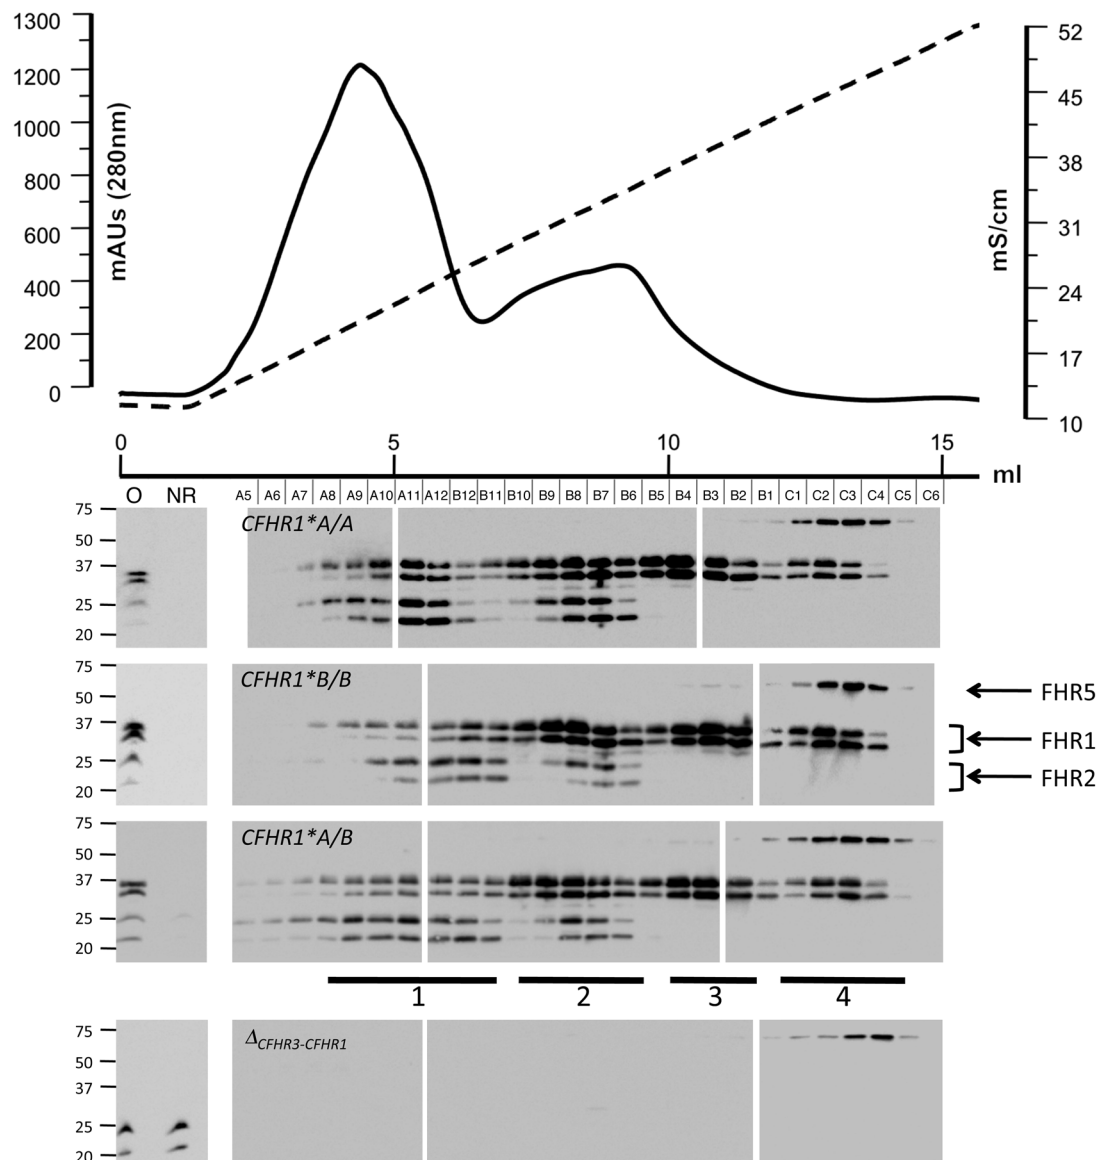 1300
1200
1000
800
600
400
200
0
mAUs (280nm)
52
45
38
31
24
17
10
mS/cm
0 5 10 15
ml
O NR A5 A6 A7 A8 A9 A10 A11 A12 B12 B11 B10 B9 B8 B7 B6 B5 B4 B3 B2 B1 C1 C2 C3 C4 C5 C6
75
50
37
25
20
CFHR1*A/A
75
50
37
25
20
CFHR1*B/B
FHR5
FHR1
FHR2
75
50
37
25
20
CFHR1*A/B
1 2 3 4
75
50
37
25
20
ΔCFHR3-CFHR1